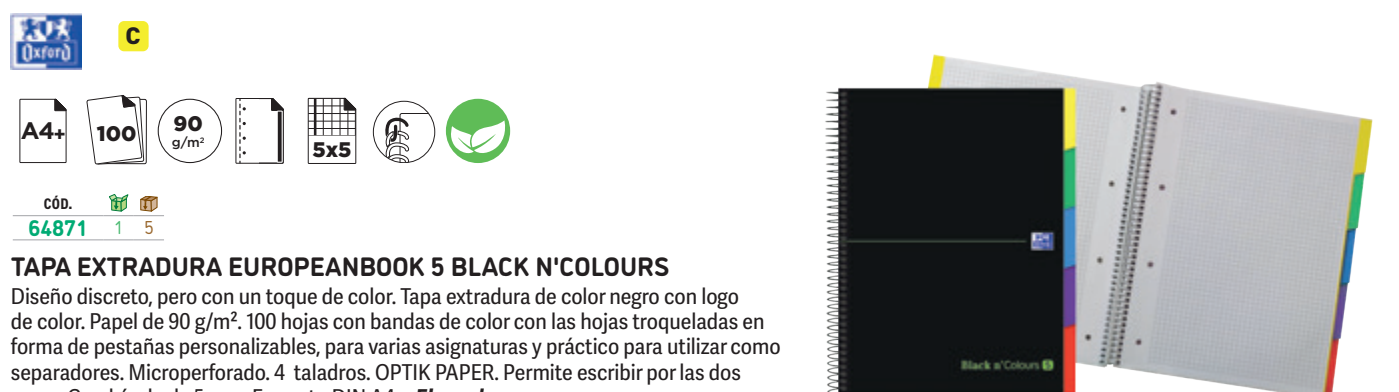 Oxford
C
A4+
100
90
g/m²
5x5
CÓD.
64871 1 5
TAPA EXTRADURA EUROPEANBOOK 5 BLACK N'COLOURS
Diseño discreto, pero con un toque de color. Tapa extradura de color negro con logo
de color. Papel de 90 g/m². 100 hojas con bandas de color con las hojas troqueladas en
forma de pestañas personalizables, para varias asignaturas y práctico para utilizar como
separadores. Microperforado. 4 taladros. OPTIK PAPER. Permite escribir por las dos
Black n'Colours 5